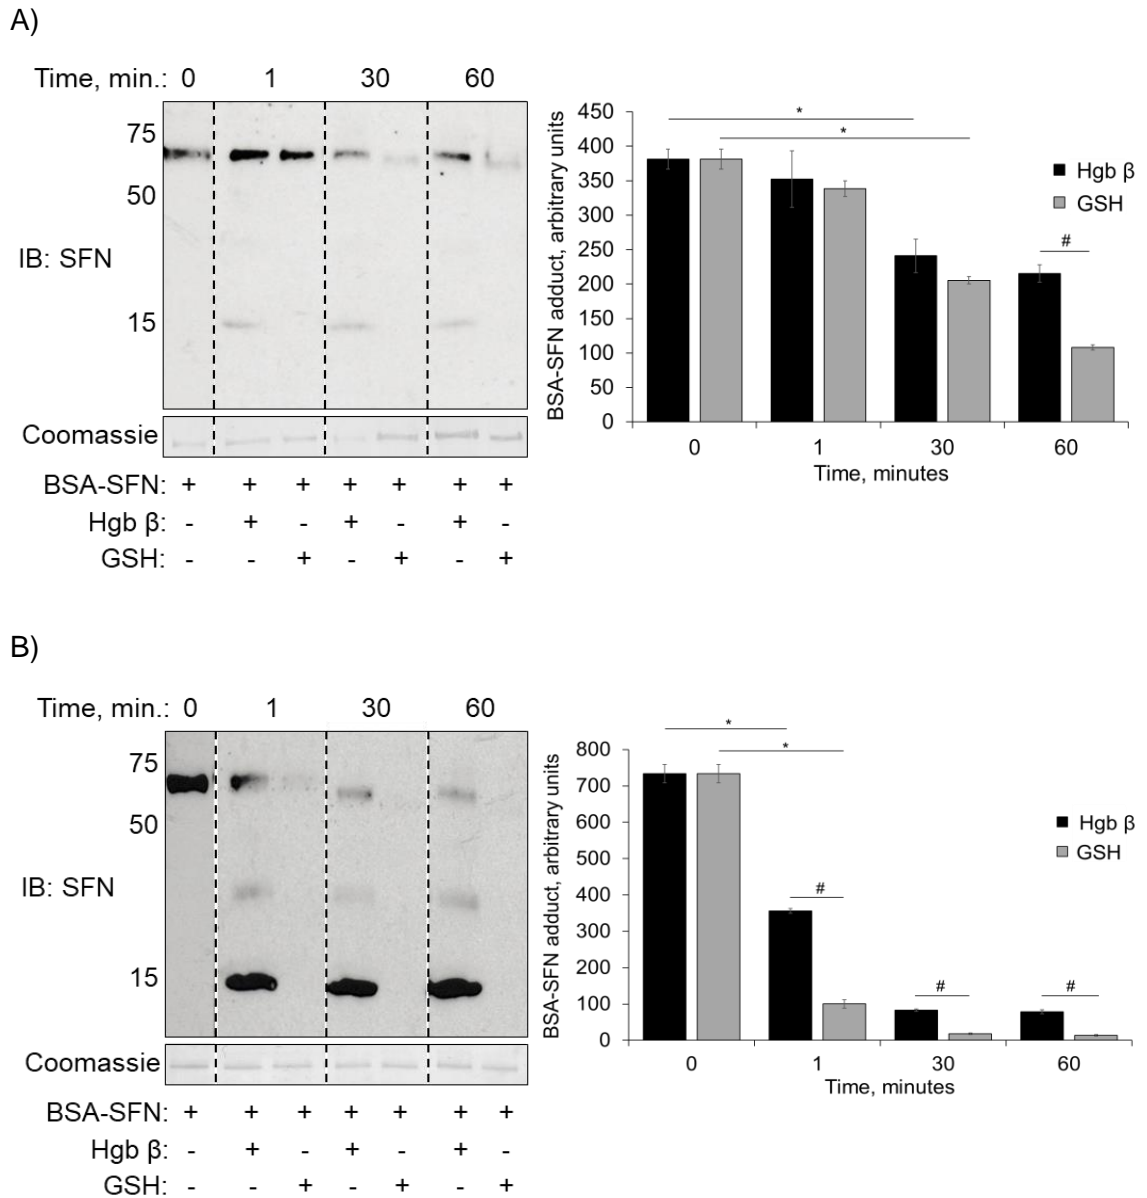 A)
Time, min.: 0 1 30 60
75
50
IB: SFN
15
Coomassie
BSA-SFN: + + + + + + +
Hgb β: - + - + - + -
GSH: - - + - + - +
BSA-SFN adduct, arbitrary units
450
400
350
300
250
200
150
100
50
0
* 
*
#
Hgb β
GSH
0 1 30 60
Time, minutes
B)
Time, min.: 0 1 30 60
75
50
IB: SFN
15
Coomassie
BSA-SFN: + + + + + + +
Hgb β: - + - + - + -
GSH: - - + - + - +
BSA-SFN adduct, arbitrary units
800
700
600
500
400
300
200
100
0
*
*
#
# #
Hgb β
GSH
0 1 30 60
Time, minutes